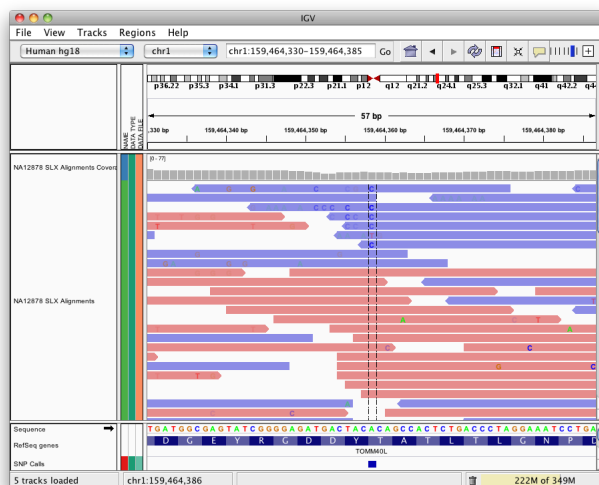 IGV
File View Tracks Regions Help
Human hg18 chr1 chr1:159,464,330-159,464,385 Go
NAME
DATA TYPE
DATA FILE
p36.22 p35.3 p34.1 p31.3 p22.3 p21.1 p12 q12 q21.2 q24.1 q25.3 q32.1 q41 q42.2 q4
57 bp
,330 bp 159,464,340 bp 159,464,350 bp 159,464,360 bp 159,464,370 bp 159,464,380 bp
NA12878 SLX Alignments Covera
[0 - 77]
NA12878 SLX Alignments
Sequence
TGATGGCGAGTATCGGGGAGATGACTACACAGCCACTCTGACCCTAGGAAATCCTGA
RefSeq genes
D G E Y R G D D Y T A T L T L G N P D
TOMM40L
SNP Calls
5 tracks loaded chr1:159,464,386 222M of 349M